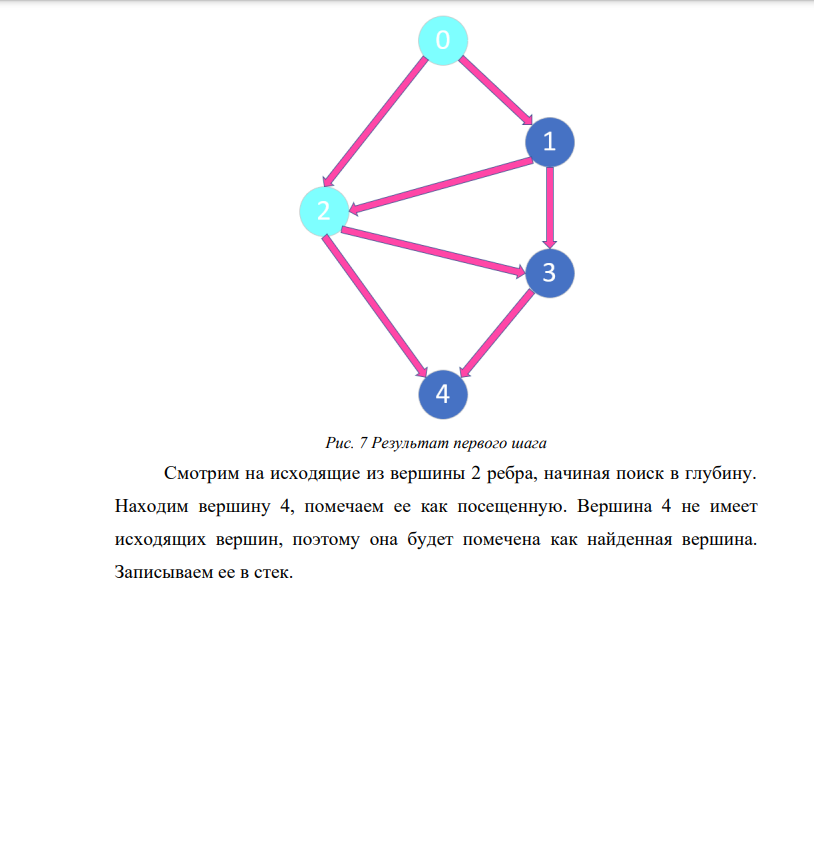 0
1
2
3
4
Рис. 7 Результат первого шага
Смотрим на исходящие из вершины 2 ребра, начиная поиск в глубину.
Находим вершину 4, помечаем ее как посещенную. Вершина 4 не имеет
исходящих вершин, поэтому она будет помечена как найденная вершина.
Записываем ее в стек.